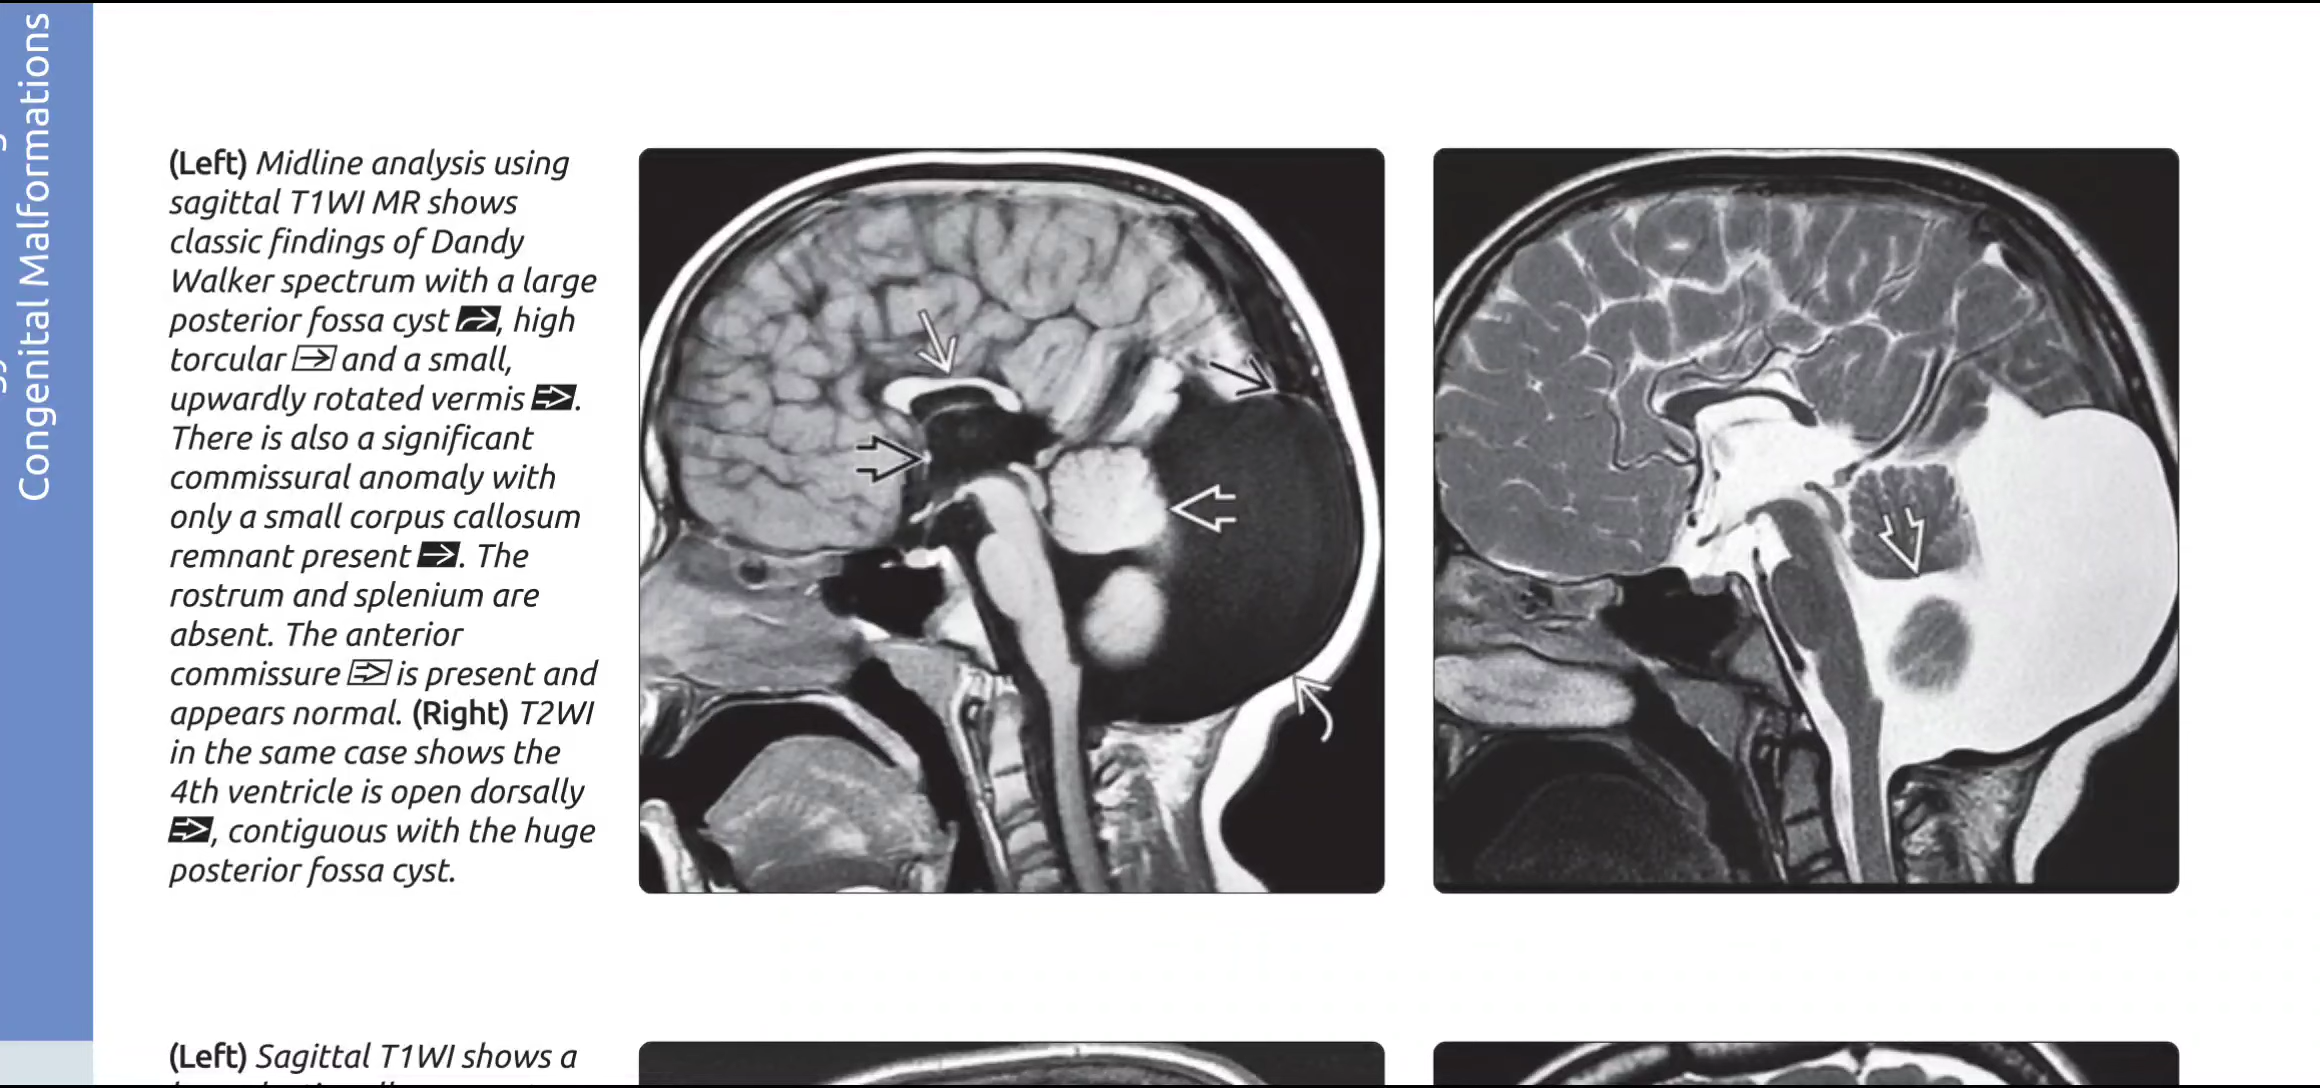 Congenital Malformations
(Left) Midline analysis using
sagittal T1WI MR shows
classic findings of Dandy
Walker spectrum with a large
posterior fossa cyst, high
torcular and a small,
upwardly rotated vermis.
There is also a significant
commissural anomaly with
only a small corpus callosum
remnant present. The
rostrum and splenium are
absent. The anterior
commissure is present and
appears normal. (Right) T2WI
in the same case shows the
4th ventricle is open dorsally
, contiguous with the huge
posterior fossa cyst.
(Left) Sagittal T1WI shows a